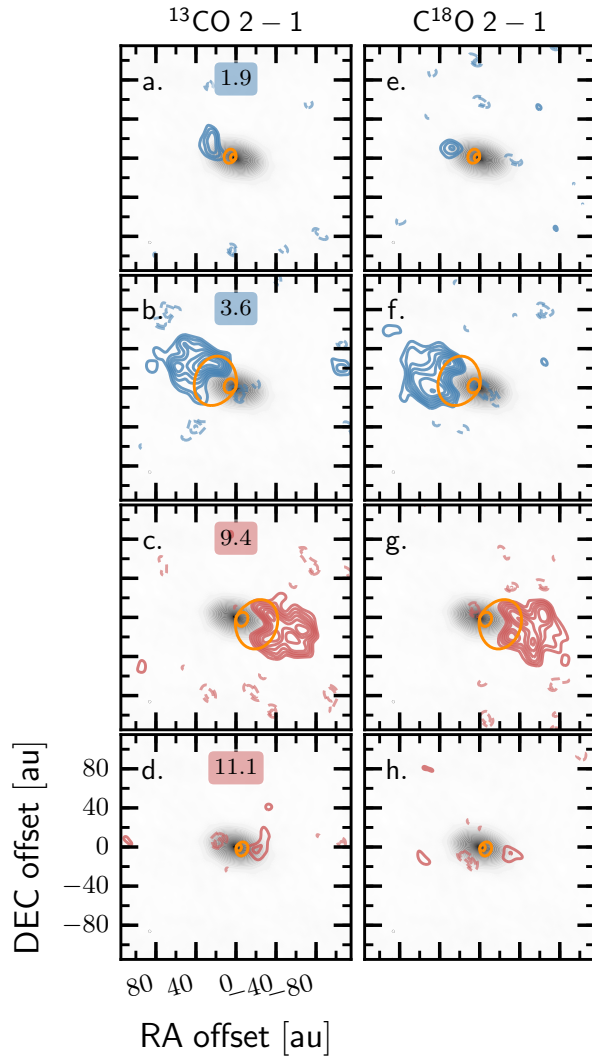 ¹³CO 2 − 1 C¹⁸O 2 − 1
a. 1.9 e.
b. 3.6 f.
c. 9.4 g.
d. 11.1 h.
80
40
0
−40
−80
DEC offset [au]
80 40 0 −40 −80
RA offset [au]